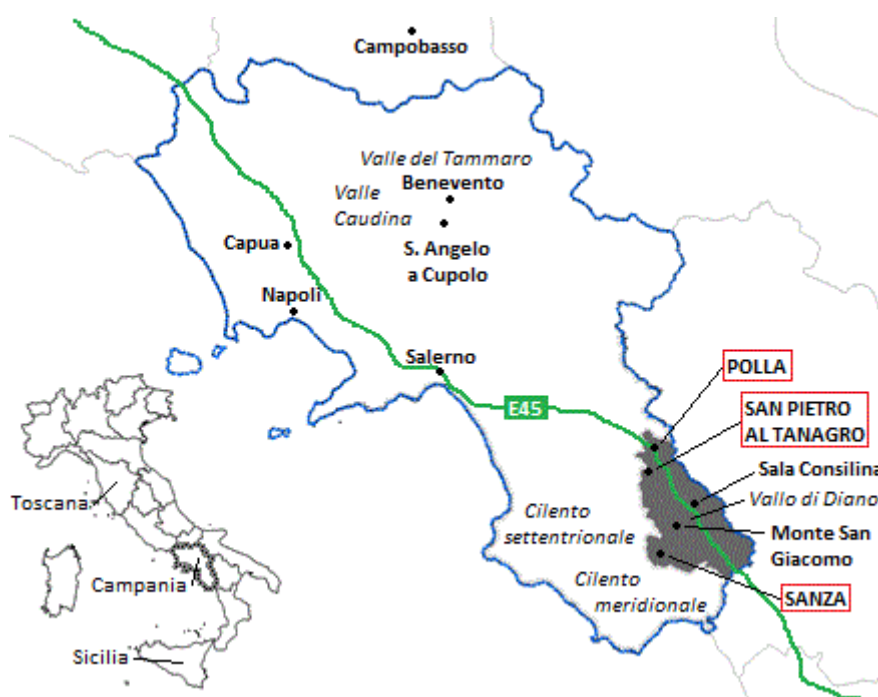 Campobasso
Valle del Tammaro
Benevento
Valle
Caudina
S. Angelo
a Cupolo
Capua
Napoli
Salerno
E45
POLLA
SAN PIETRO
AL TANAGRO
Sala Consilina
Vallo di Diano
Monte San
Giacomo
SANZA
Cilento
settentrionale
Cilento
meridionale
Toscana
Campania
Sicilia